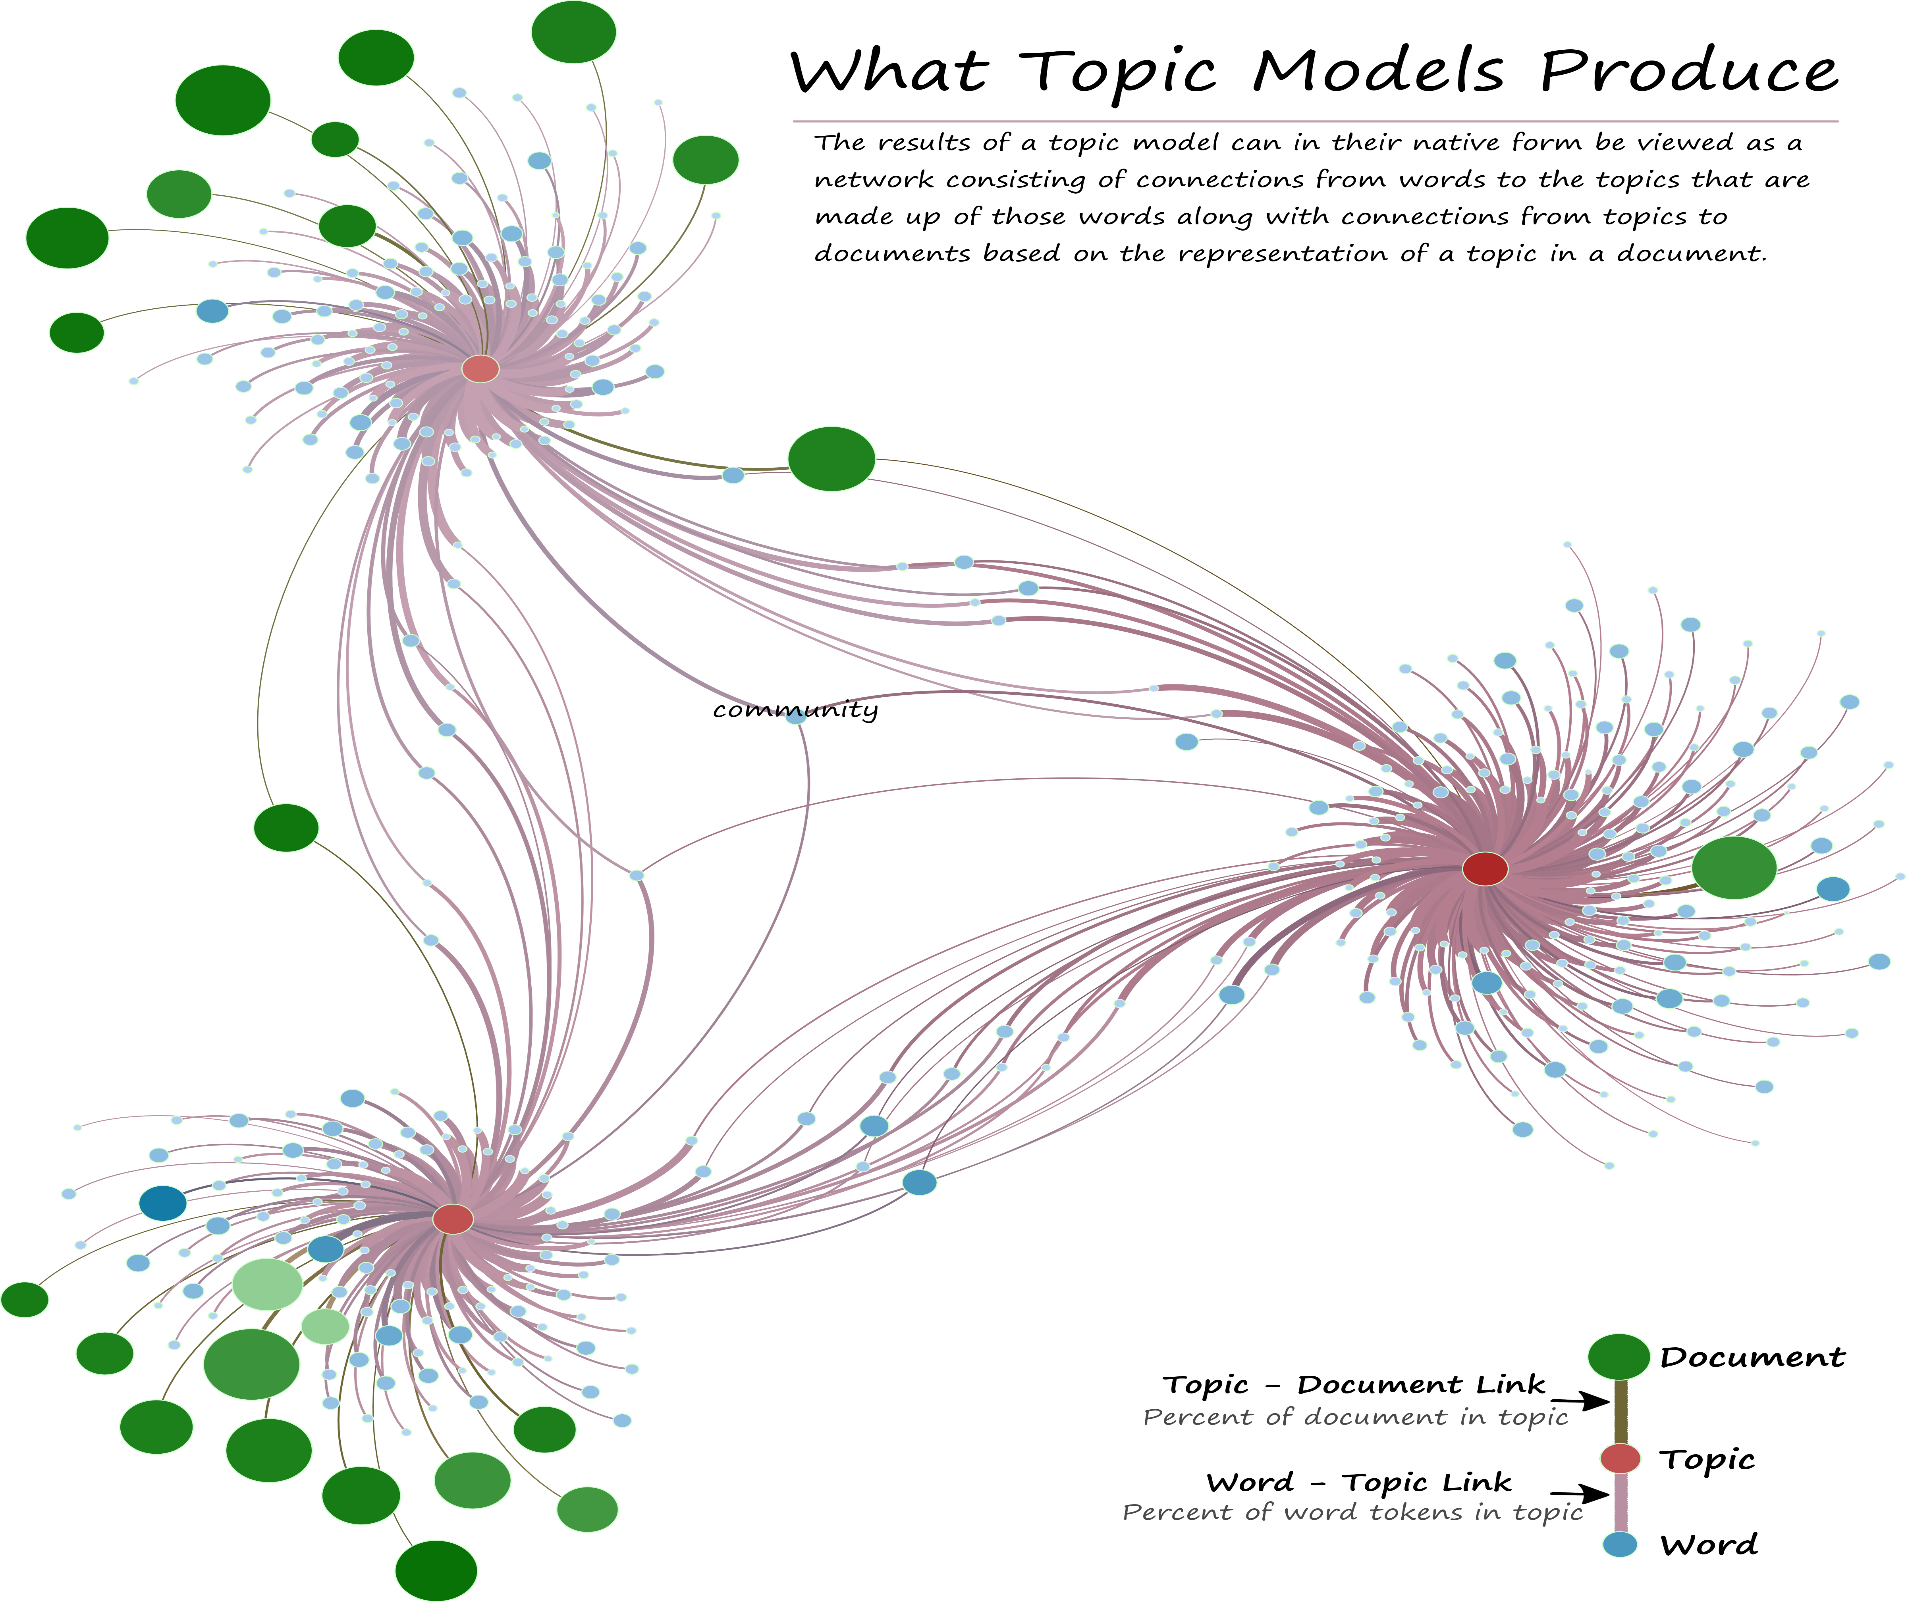 What Topic Models Produce
The results of a topic model can in their native form be viewed as a
network consisting of connections from words to the topics that are
made up of those words along with connections from topics to
documents based on the representation of a topic in a document.
community
Document
Topic - Document Link
Percent of document in topic
Topic
Word - Topic Link
Percent of word tokens in topic
Word